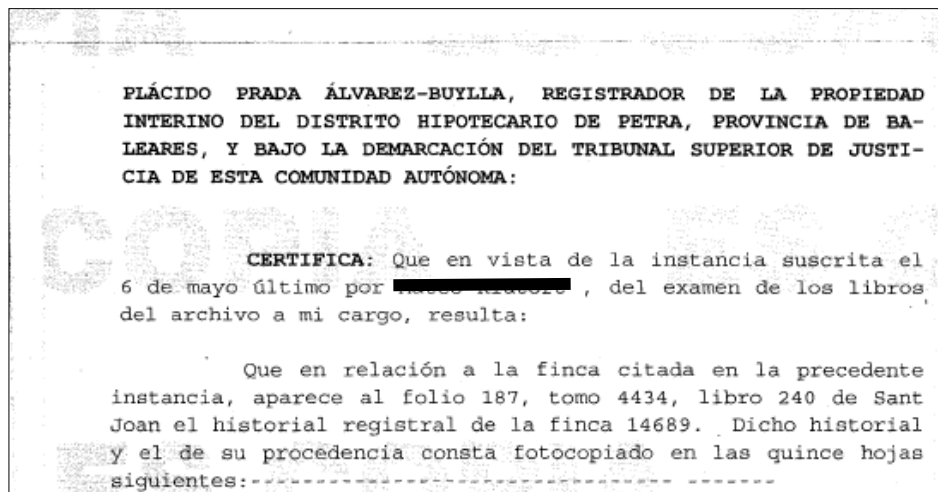 PLÁCIDO PRADA ÁLVAREZ-BUYLLA, REGISTRADOR DE LA PROPIEDAD
INTERINO DEL DISTRITO HIPOTECARIO DE PETRA, PROVINCIA DE BA-
LEARES, Y BAJO LA DEMARCACIÓN DEL TRIBUNAL SUPERIOR DE JUSTI-
CIA DE ESTA COMUNIDAD AUTÓNOMA:
COPIA
CERTIFICA: Que en vista de la instancia suscrita el
6 de mayo último por , del examen de los libros
del archivo a mi cargo, resulta:
Que en relación a la finca citada en la precedente
instancia, aparece al folio 187, tomo 4434, libro 240 de Sant
Joan el historial registral de la finca 14689. Dicho historial
y el de su procedencia consta fotocopiado en las quince hojas
siguientes:-------------------------------- -------